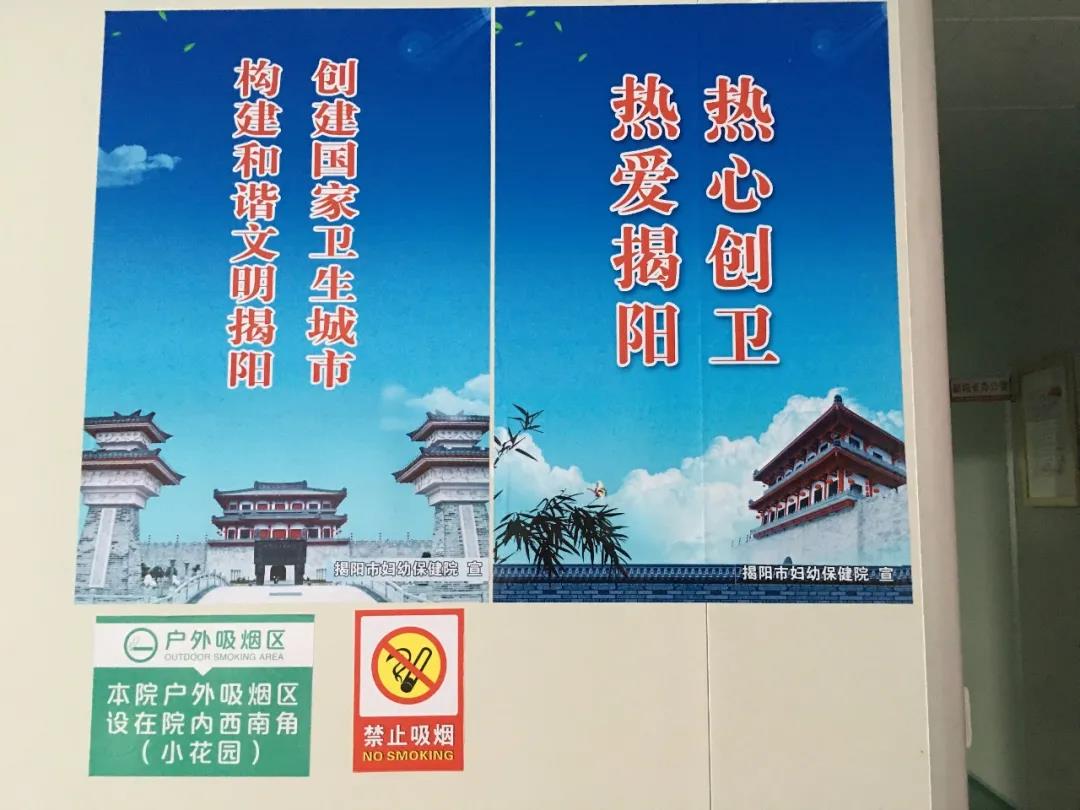 创建国家卫生城市
构建和谐文明揭阳
揭阳市妇幼保健院 宣
热心创卫
热爱揭阳
揭阳市妇幼保健院 宣
户外吸烟区
OUTDOOR SMOKING AREA
本院户外吸烟区
设在院内西南角
(小花园)
禁止吸烟
NO SMOKING